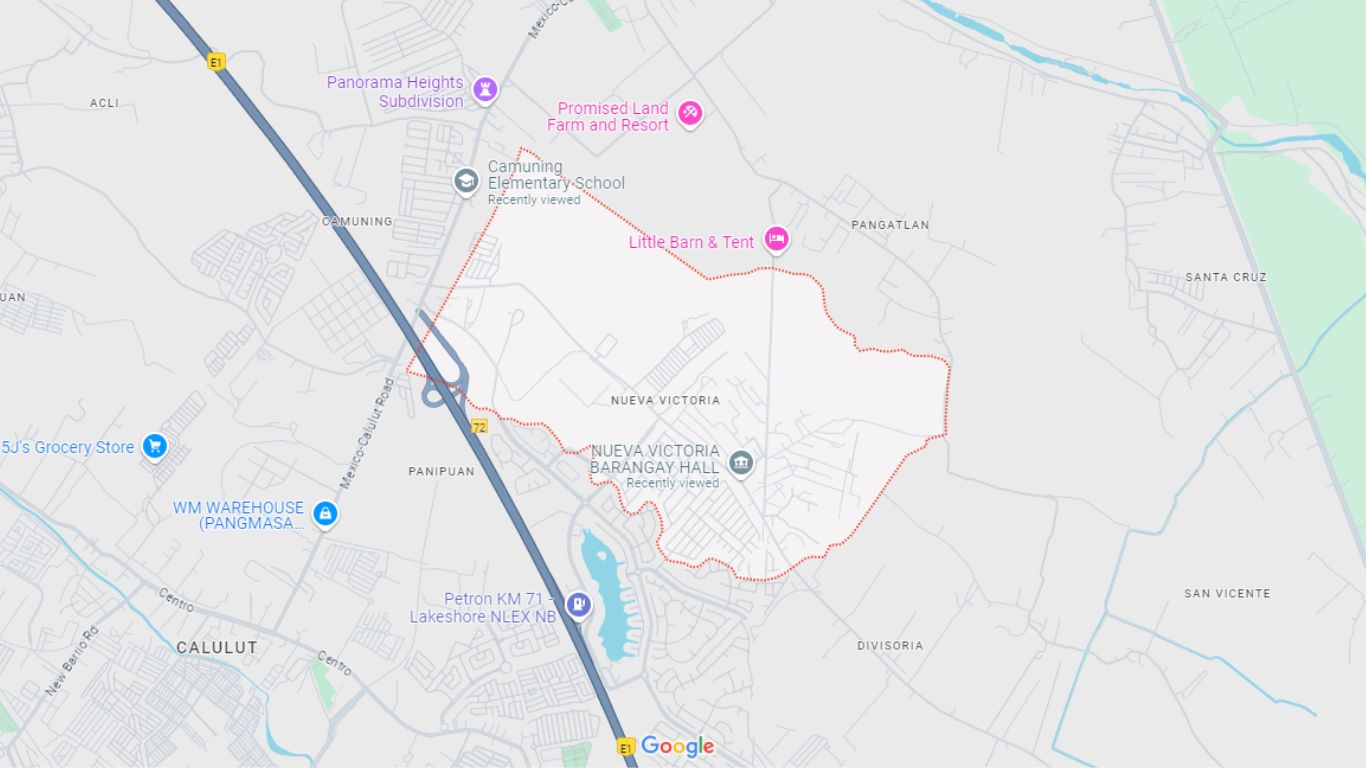 Mexico-Ca
E1
Panorama Heights
Subdivision
ACLI
Promised Land
Farm and Resort
Camuning
Elementary School
Recently viewed
CAMUNING
PANGATLAN
Little Barn & Tent
SANTA CRUZ
UAN
NUEVA VICTORIA
Mexico-Calulut Road
72
5J's Grocery Store
NUEVA VICTORIA
BARANGAY HALL
Recently viewed
PANIPUAN
WM WAREHOUSE
(PANGMASA...
Petron KM 71 -
Lakeshore NLEX NB
Centro
SAN VICENTE
CALULUT
New Barrio Rd
Centro
DIVISORIA
E1
Google